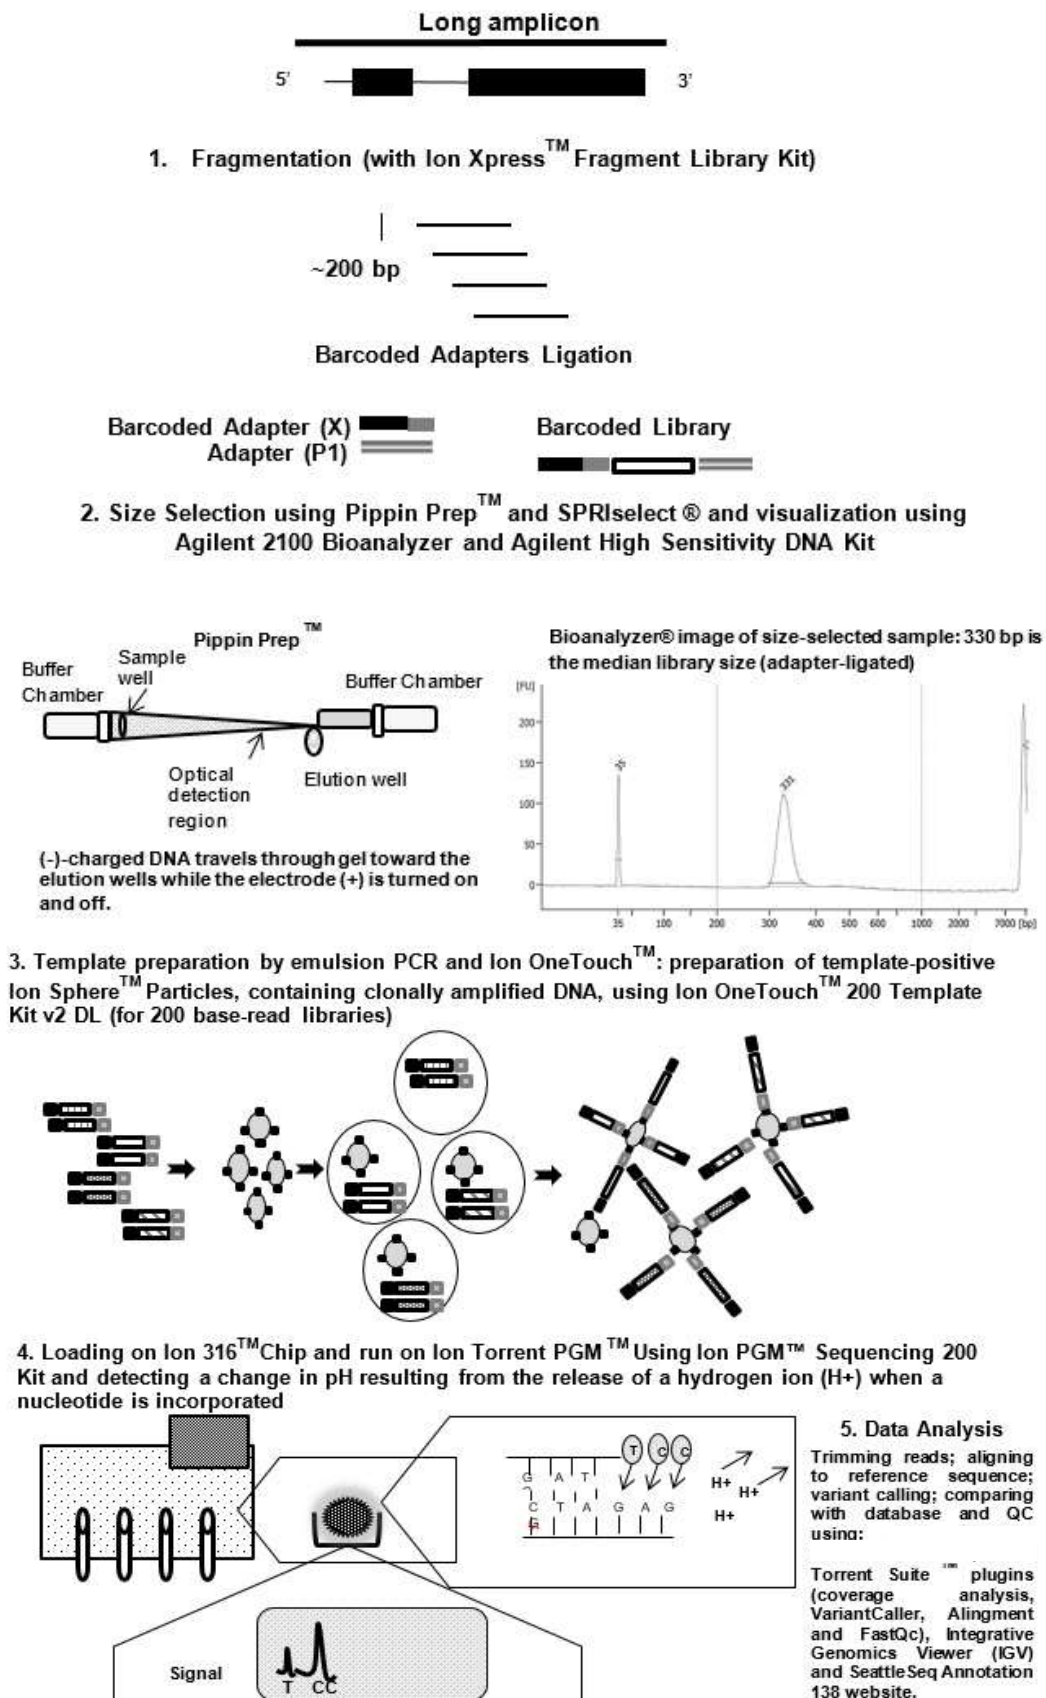 Long amplicon
5' 3'
1. Fragmentation (with Ion Xpress™ Fragment Library Kit)
~200 bp
Barcoded Adapters Ligation
Barcoded Adapter (X)
Adapter (P1)
Barcoded Library
2. Size Selection using Pippin Prep™ and SPRIselect ® and visualization using
Agilent 2100 Bioanalyzer and Agilent High Sensitivity DNA Kit
Pippin Prep™
Buffer
Chamber
Sample
well
Buffer Chamber
Optical
detection
region
Elution well
(-)-charged DNA travels through gel toward the
elution wells while the electrode (+) is turned on
and off.
Bioanalyzer® image of size-selected sample: 330 bp is
the median library size (adapter-ligated)
[FU]
200
150
100
50
0
35
331
35 100 200 300 400 500 600 1000 2000 7000 [bp]
3. Template preparation by emulsion PCR and Ion OneTouch™: preparation of template-positive
Ion Sphere™ Particles, containing clonally amplified DNA, using Ion OneTouch™ 200 Template
Kit v2 DL (for 200 base-read libraries)
4. Loading on Ion 316™Chip and run on Ion Torrent PGM™ Using Ion PGM™ Sequencing 200
Kit and detecting a change in pH resulting from the release of a hydrogen ion (H+) when a
nucleotide is incorporated
T C C
G A T
C T A G A G
G
H+
H+
H+
Signal
T CC
5. Data Analysis
Trimming reads; aligning
to reference sequence;
variant calling; comparing
with database and QC
using:
Torrent Suite ™ plugins
(coverage analysis,
VariantCaller, Alingment
and FastQc), Integrative
Genomics Viewer (IGV)
and SeattleSeq Annotation
138 website.